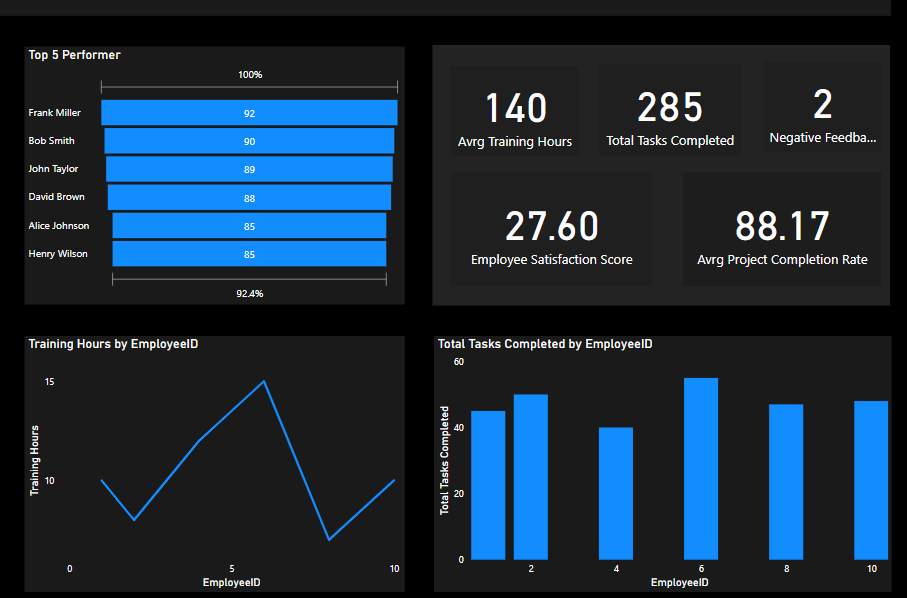 Top 5 Performer
100%
Frank Miller 92
Bob Smith 90
John Taylor 89
David Brown 88
Alice Johnson 85
Henry Wilson 85
92.4%
140
Avrg Training Hours
285
Total Tasks Completed
2
Negative Feedba...
27.60
Employee Satisfaction Score
88.17
Avrg Project Completion Rate
Training Hours by EmployeeID
Training Hours
15
10
0 5 10
EmployeeID
Total Tasks Completed by EmployeeID
Total Tasks Completed
60
40
20
0
2 4 6 8 10
EmployeeID